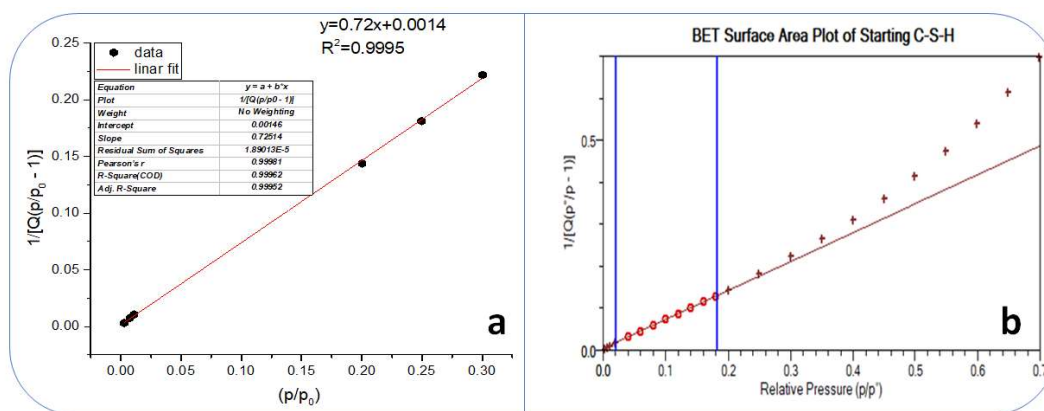 y=0.72x+0.0014
R²=0.9995
data
linar fit
Equation y = a + b*x
Plot 1/[Q(p/p0 - 1)]
Weight No Weighting
Intercept 0.00146
Slope 0.72514
Residual Sum of Squares 1.89013E-5
Pearson's r 0.99981
R-Square(COD) 0.99962
Adj. R-Square 0.99952
0.25
0.20
0.15
0.10
0.05
0.00
1/[Q(p/p₀ - 1)]
0.00 0.05 0.10 0.15 0.20 0.25 0.30
(p/p₀)
a
BET Surface Area Plot of Starting C-S-H
1/[Q(p°/p - 1)]
0.5
0.0
0.0 0.1 0.2 0.3 0.4 0.5 0.6 0.7
Relative Pressure (p/p°)
b